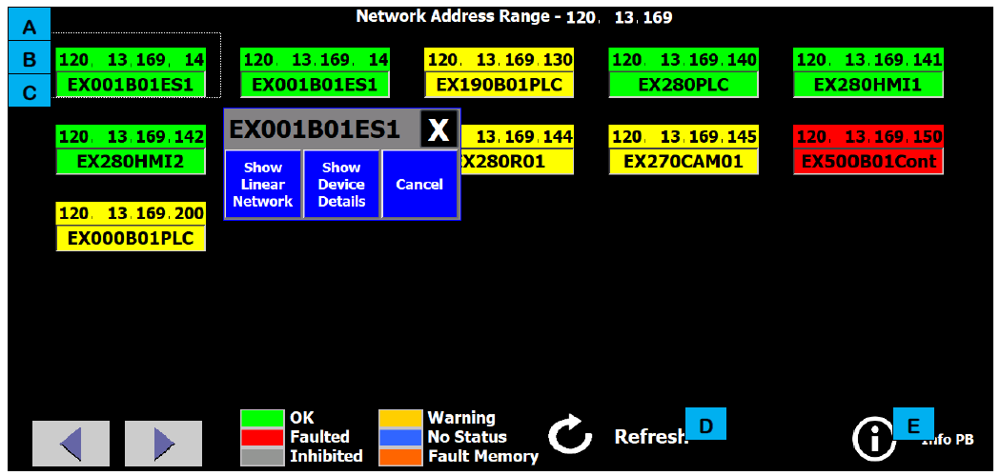 A
Network Address Range - 120. 13.169
B
120. 13.169. 14
120. 13.169. 14
120. 13.169.130
120. 13.169.140
120. 13.169.141
C
EX001B01ES1
EX001B01ES1
EX190B01PLC
EX280PLC
EX280HMI1
120. 13.169.142
13.169.144
120. 13.169.145
120. 13.169.150
EX280HMI2
X280R01
EX270CAM01
EX500B01Cont
EX001B01ES1 X
Show
Linear
Network
Show
Device
Details
Cancel
120. 13.169.200
EX000B01PLC
OK
Faulted
Inhibited
Warning
No Status
Fault Memory
Refresh
D
E
Info PB